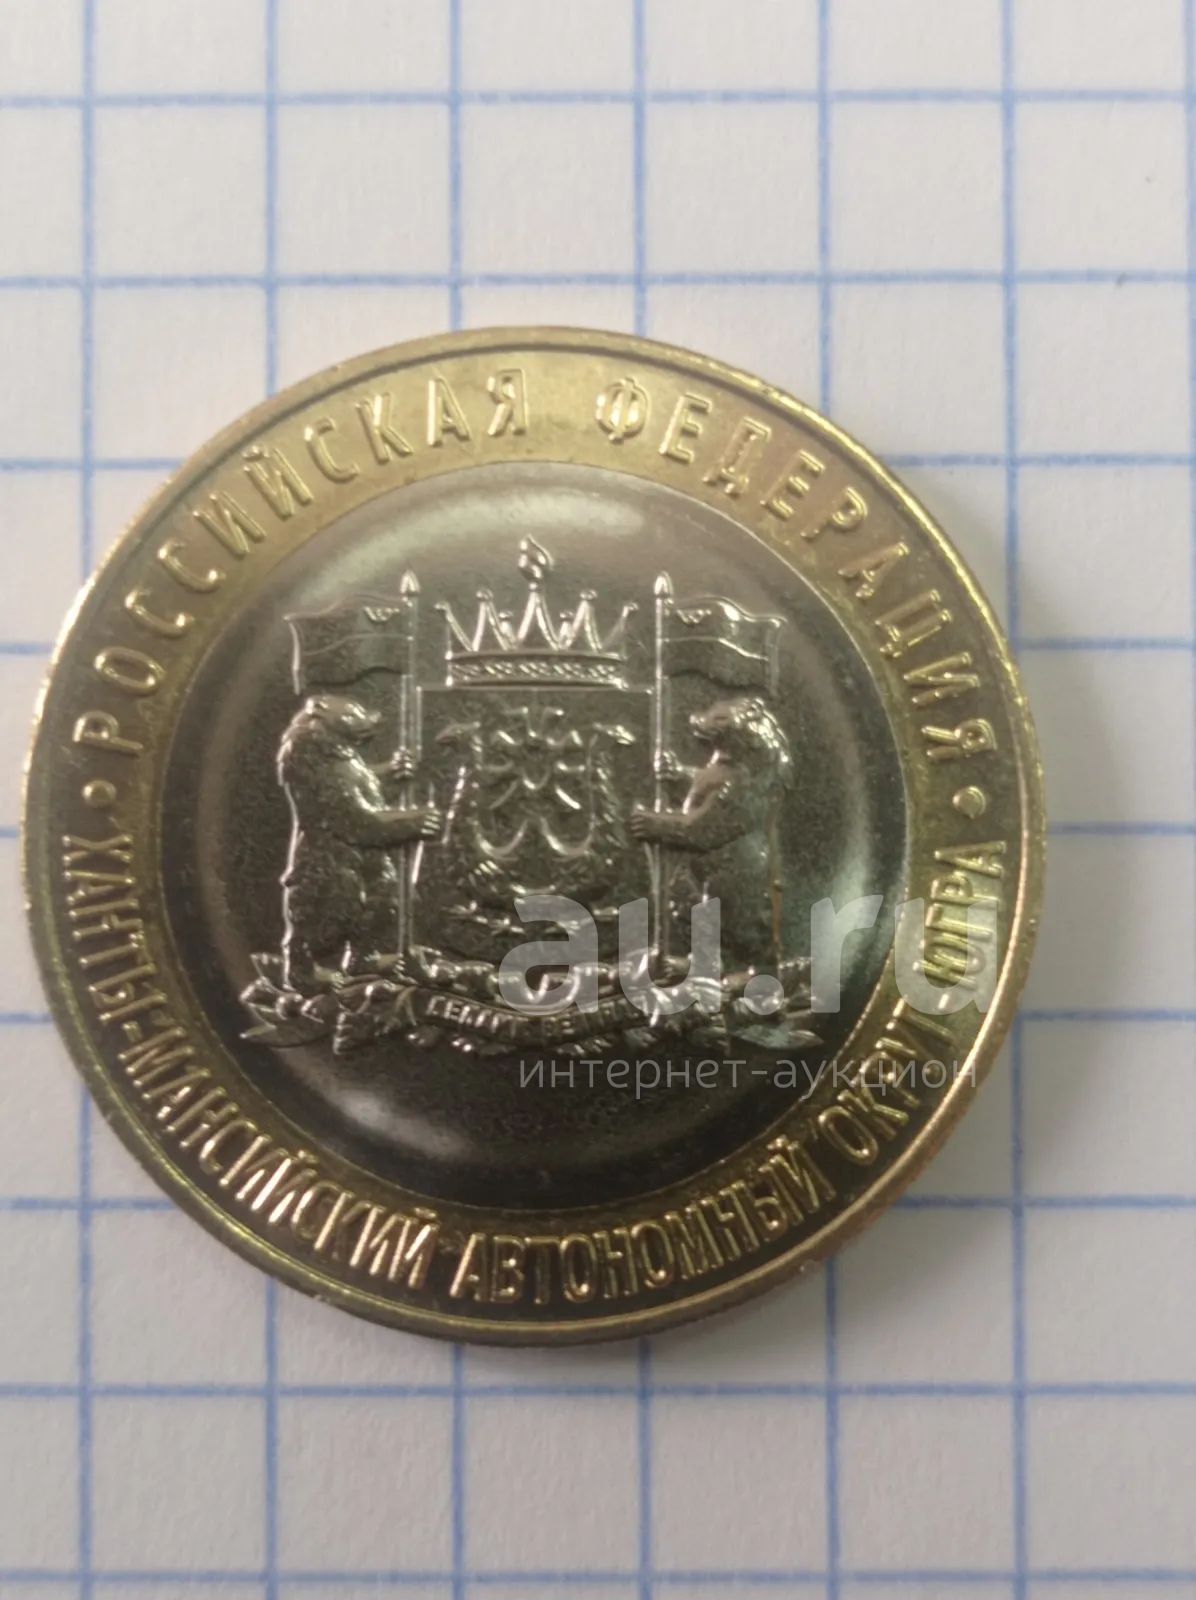 • РОССИЙСКАЯ ФЕДЕРАЦИЯ •
ХАНТЫ-МАНСИЙСКИЙ АВТОНОМНЫЙ ОКРУГ-ЮГРА
au.ru
интернет-аукцион